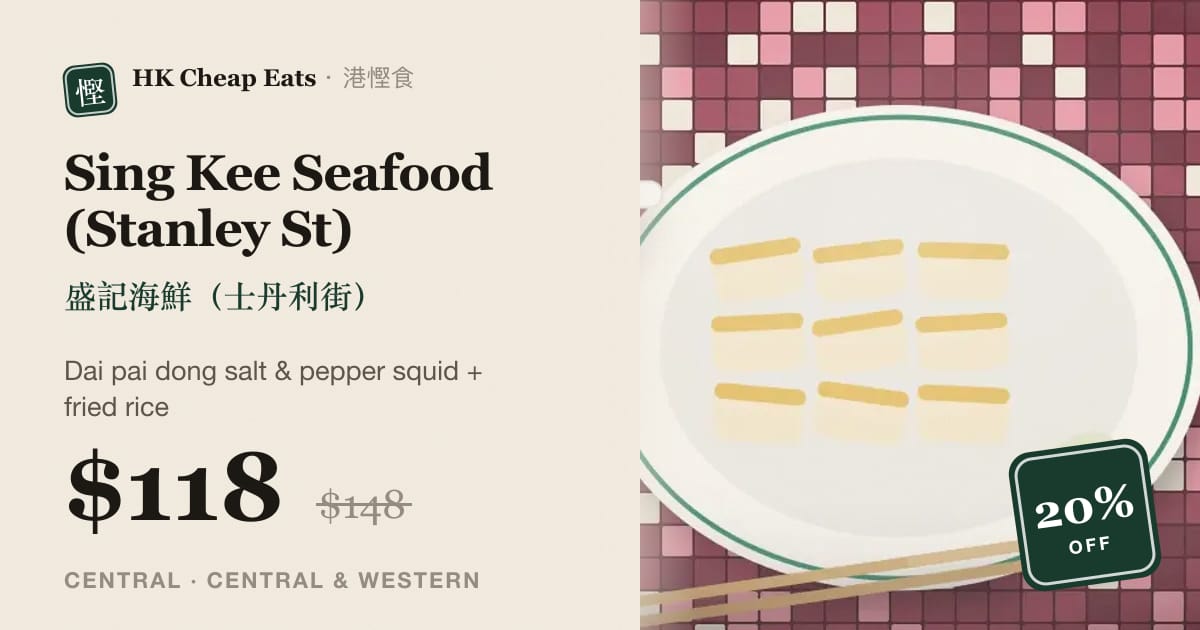 慳
HK Cheap Eats · 港慳食
Sing Kee Seafood
(Stanley St)
盛記海鮮（士丹利街）
Dai pai dong salt & pepper squid +
fried rice
$118 $148
CENTRAL · CENTRAL & WESTERN
20%
OFF